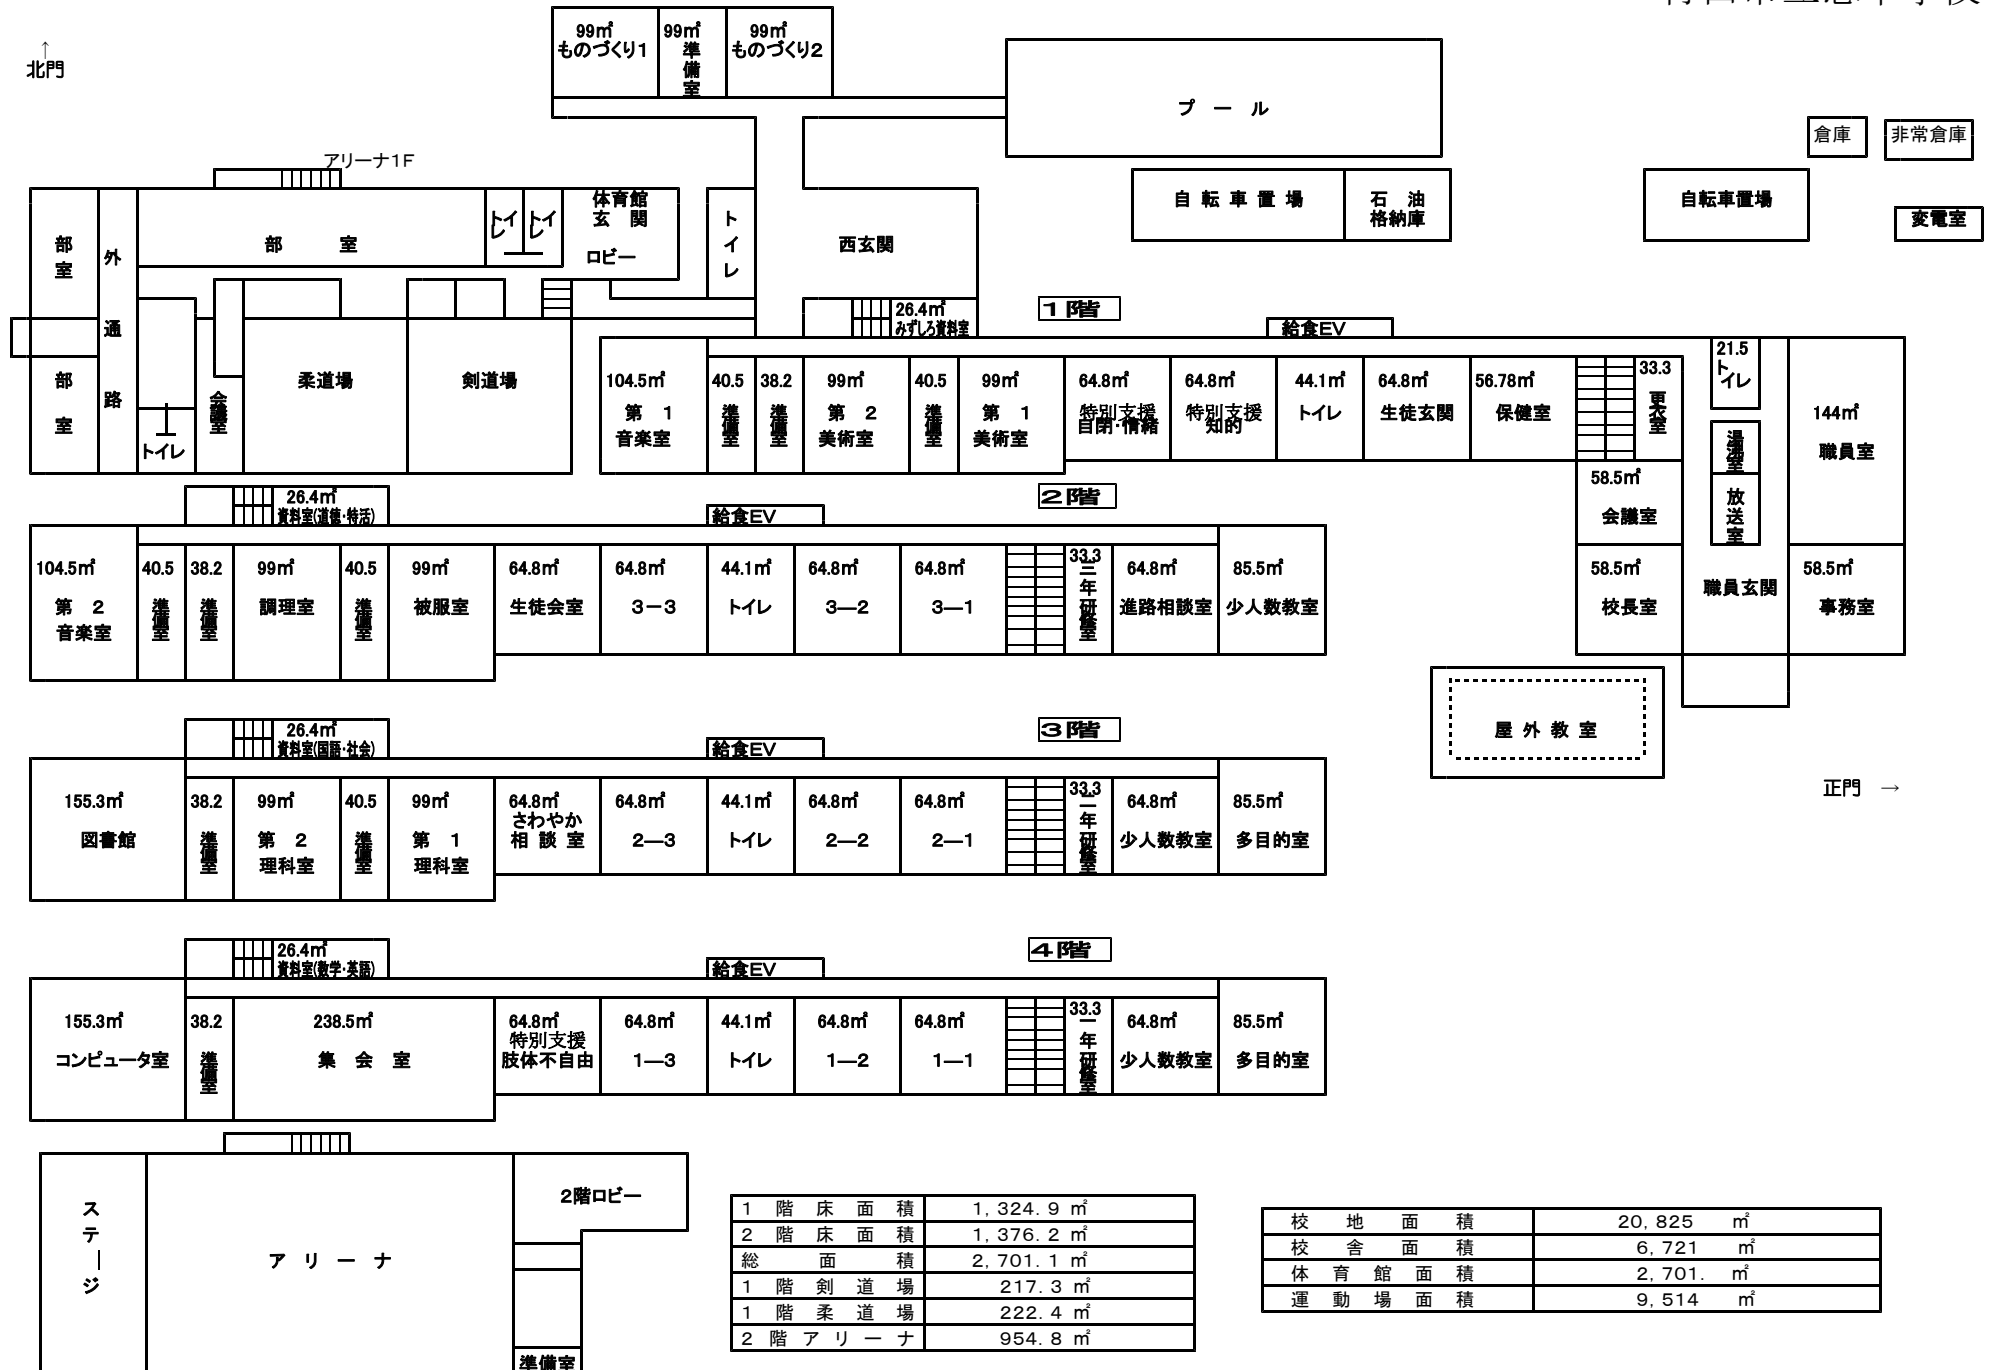 99㎡
ものづくり1
99㎡
準備室
99㎡
ものづくり2
↑
北門
プール
倉庫
非常倉庫
アリーナ1F
自転車置場
石油
格納庫
自転車置場
変電室
部室
外通路
部室
トイレ
トイレ
体育館
玄関
ロビー
トイレ
西玄関
26.4㎡
みずしろ資料室
1階
給食EV
部室
トイレ
会議室
柔道場
剣道場
104.5㎡
第1
音楽室
40.5
準備室
38.2
準備室
99㎡
第2
美術室
40.5
準備室
99㎡
第1
美術室
64.8㎡
特別支援
自閉・情緒
64.8㎡
特別支援
知的
44.1㎡
トイレ
64.8㎡
生徒玄関
56.78㎡
保健室
33.3
更衣室
21.5
トイレ
湯沸室
放送室
144㎡
職員室
58.5㎡
会議室
58.5㎡
校長室
職員玄関
58.5㎡
事務室
26.4㎡
資料室(道徳・特活)
2階
給食EV
104.5㎡
第2
音楽室
40.5
準備室
38.2
準備室
99㎡
調理室
40.5
準備室
99㎡
被服室
64.8㎡
生徒会室
64.8㎡
3−3
44.1㎡
トイレ
64.8㎡
3―2
64.8㎡
3―1
33.3
三年研修室
64.8㎡
進路相談室
85.5㎡
少人数教室
屋外教室
正門 →
26.4㎡
資料室(国語・社会)
3階
給食EV
155.3㎡
図書館
38.2
準備室
99㎡
第2
理科室
40.5
準備室
99㎡
第1
理科室
64.8㎡
さわやか
相談室
64.8㎡
2―3
44.1㎡
トイレ
64.8㎡
2―2
64.8㎡
2―1
33.3
二年研修室
64.8㎡
少人数教室
85.5㎡
多目的室
26.4㎡
資料室(数学・英語)
4階
給食EV
155.3㎡
コンピュータ室
38.2
準備室
238.5㎡
集会室
64.8㎡
特別支援
肢体不自由
64.8㎡
1―3
44.1㎡
トイレ
64.8㎡
1―2
64.8㎡
1―1
33.3
一年研修室
64.8㎡
少人数教室
85.5㎡
多目的室
ステージ
アリーナ
2階ロビー
準備室
1階床面積 1,324.9 ㎡
2階床面積 1,376.2 ㎡
総面積 2,701.1 ㎡
1階剣道場 217.3 ㎡
1階柔道場 222.4 ㎡
2階アリーナ 954.8 ㎡
校地面積 20,825 ㎡
校舎面積 6,721 ㎡
体育館面積 2,701. ㎡
運動場面積 9,514 ㎡